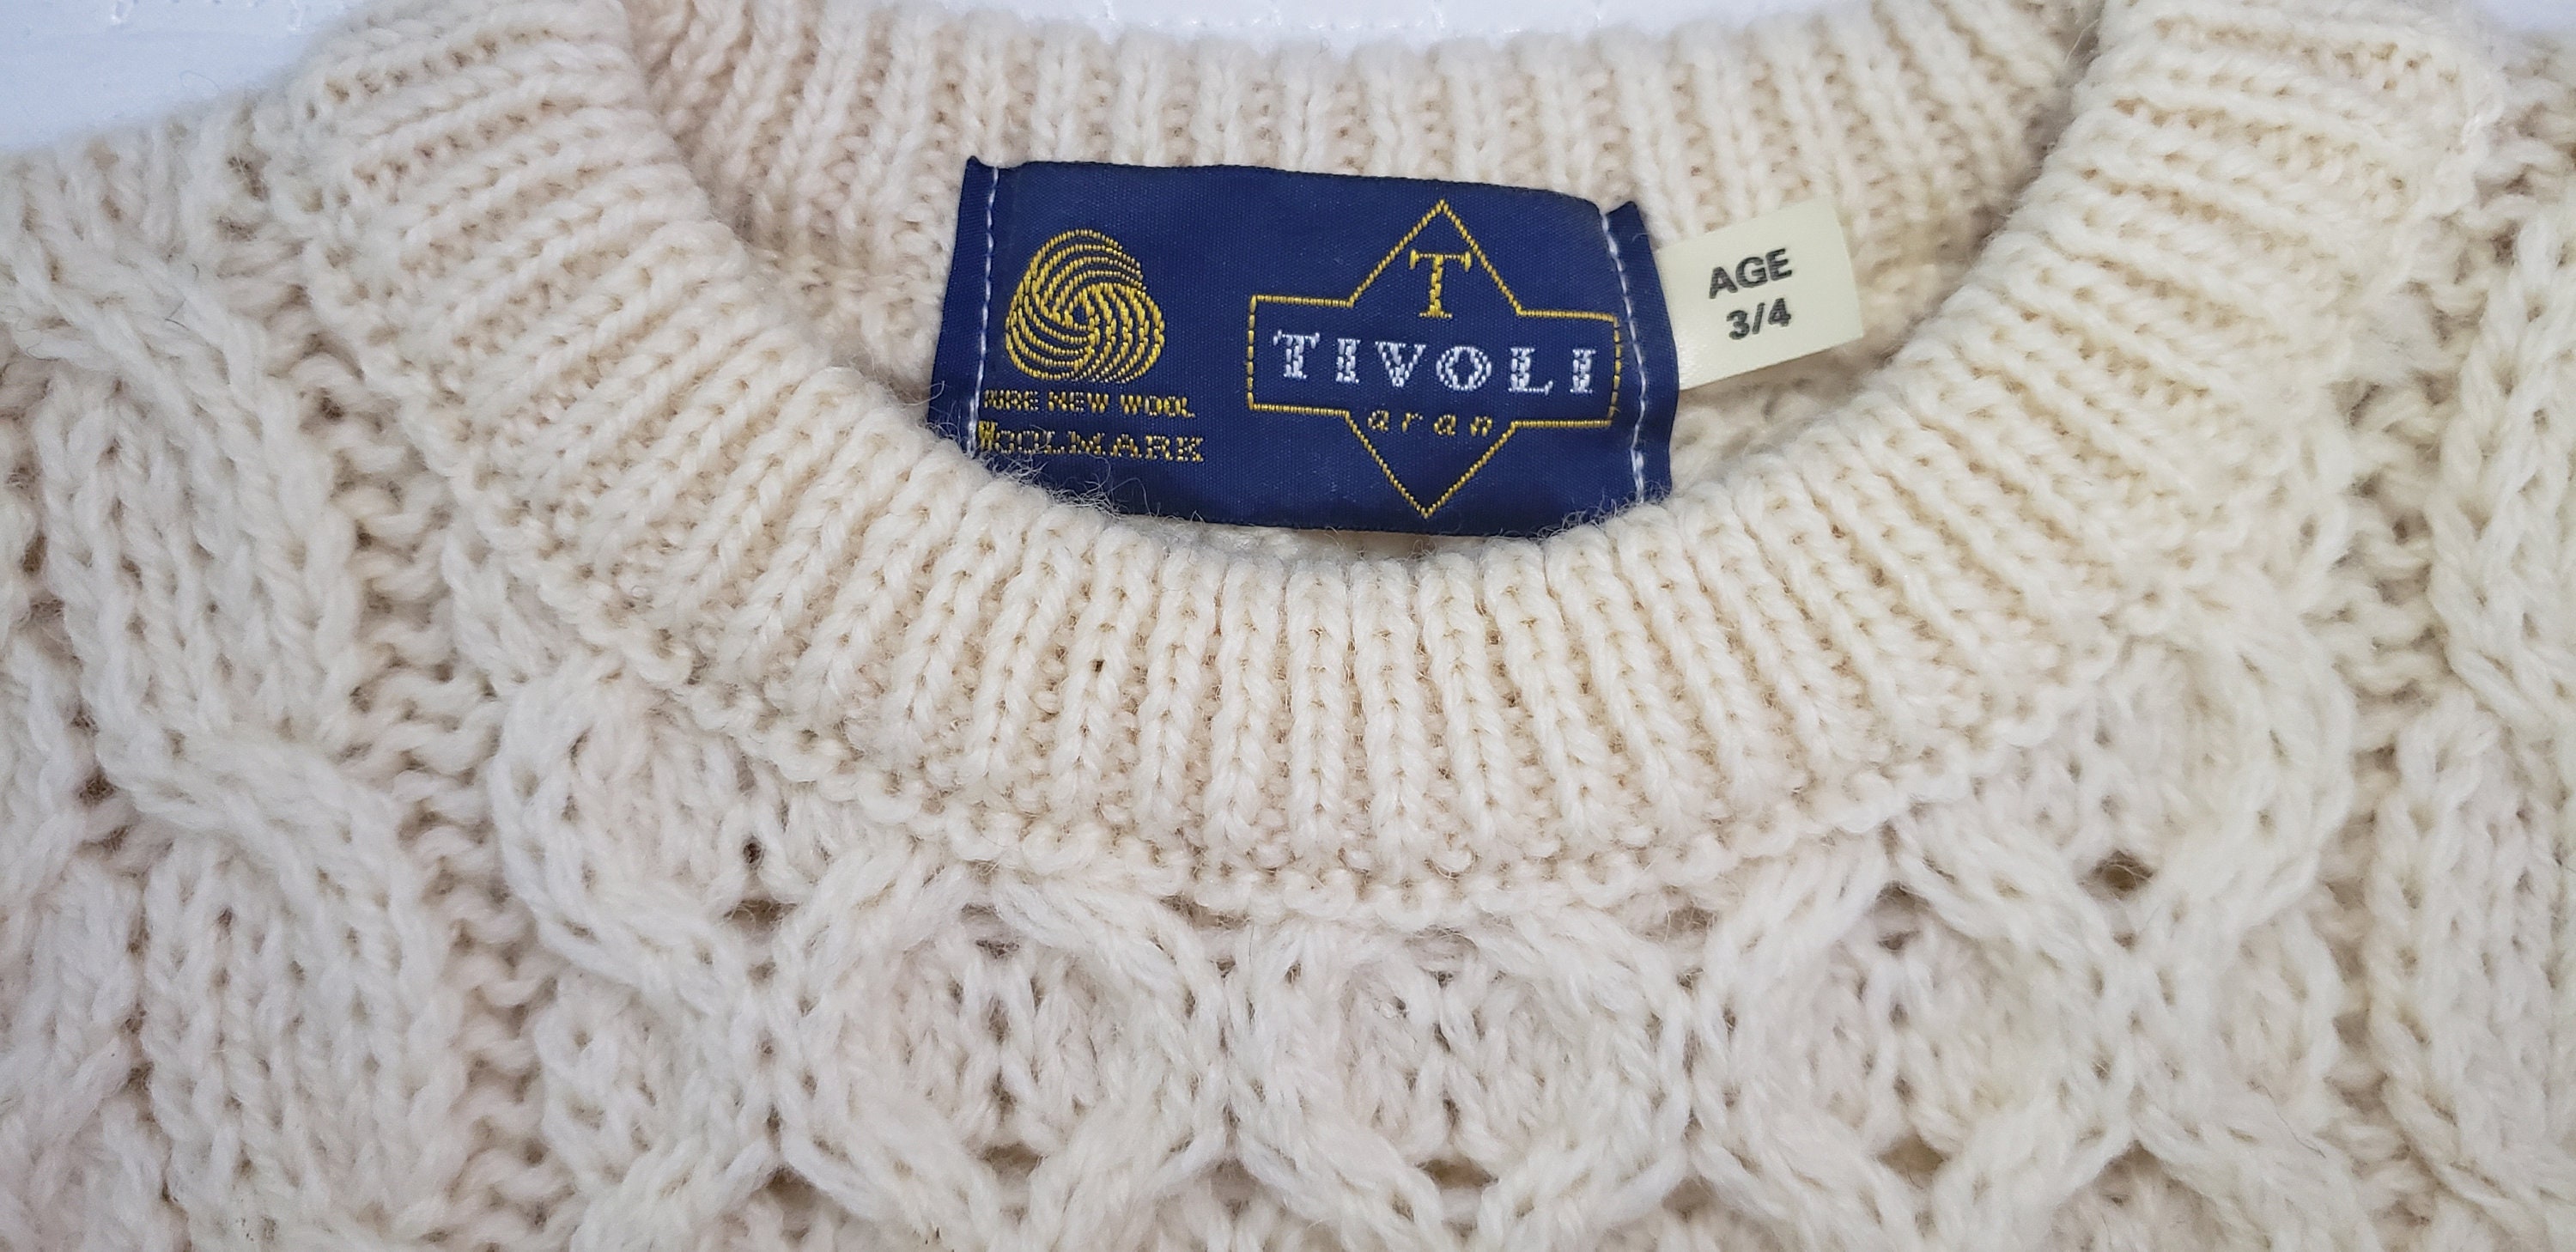 PURE NEW WOOL
WOOLMARK
T
TIVOLI
aran
AGE
3/4